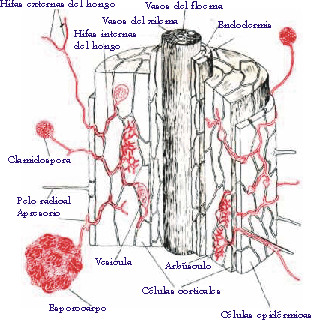 Hifas externas del hongo
Vasos del floema
Vasos del xilema
Endodermis
Hifas internas
del hongo
Clamidospora
Pelo radical
Apresorio
Vesícula
Arbúsculo
Células corticales
Esporocarpo
Células epidérmicas